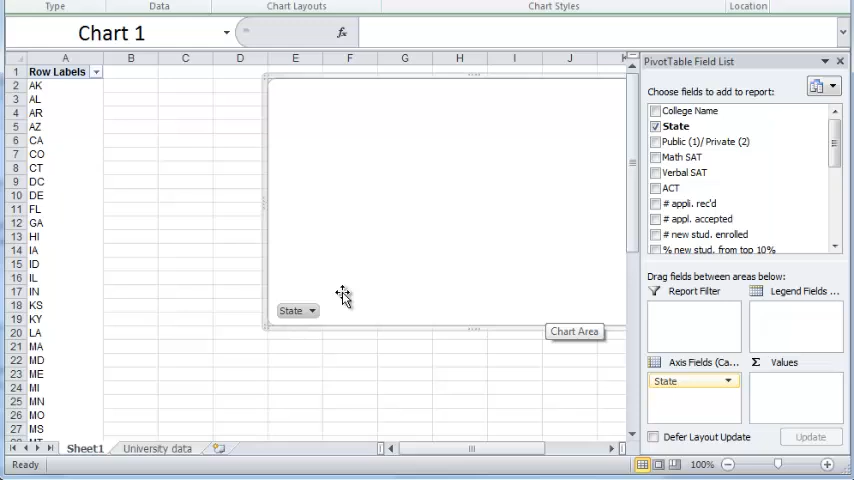 Type Data Chart Layouts Chart Styles Location
Chart 1 fx
A B C D E F G H I J K
1 Row Labels
2 AK
3 AL
4 AR
5 AZ
6 CA
7 CO
8 CT
9 DC
10 DE
11 FL
12 GA
13 HI
14 IA
15 ID
16 IL
17 IN
18 KS
19 KY
20 LA
21 MA
22 MD
23 ME
24 MI
25 MN
26 MO
27 MS
State
Chart Area
PivotTable Field List
Choose fields to add to report:
College Name
State
Public (1)/ Private (2)
Math SAT
Verbal SAT
ACT
# appli. rec'd
# appl. accepted
# new stud. enrolled
% new stud. from top 10%
Drag fields between areas below:
Report Filter Legend Fields ...
Axis Fields (Ca... Σ Values
State
Defer Layout Update Update
Sheet1 University data
Ready 100%